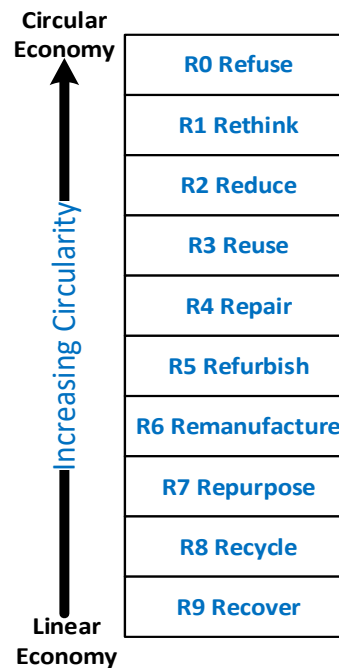 Circular
Economy
R0 Refuse
R1 Rethink
R2 Reduce
R3 Reuse
R4 Repair
R5 Refurbish
R6 Remanufacture
R7 Repurpose
R8 Recycle
R9 Recover
Increasing Circularity
Linear
Economy